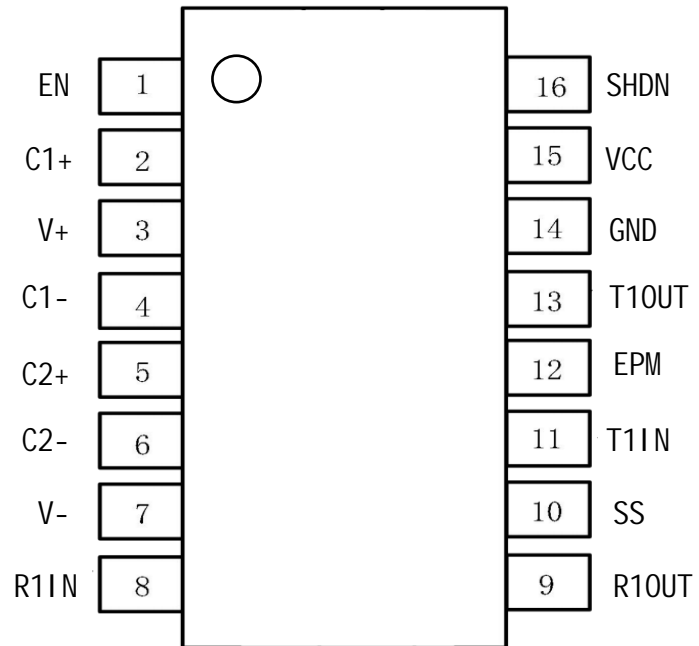 EN 1 16 SHDN
C1+ 2 15 VCC
V+ 3 14 GND
C1- 4 13 T1OUT
C2+ 5 12 EPM
C2- 6 11 T1IN
V- 7 10 SS
R1IN 8 9 R1OUT